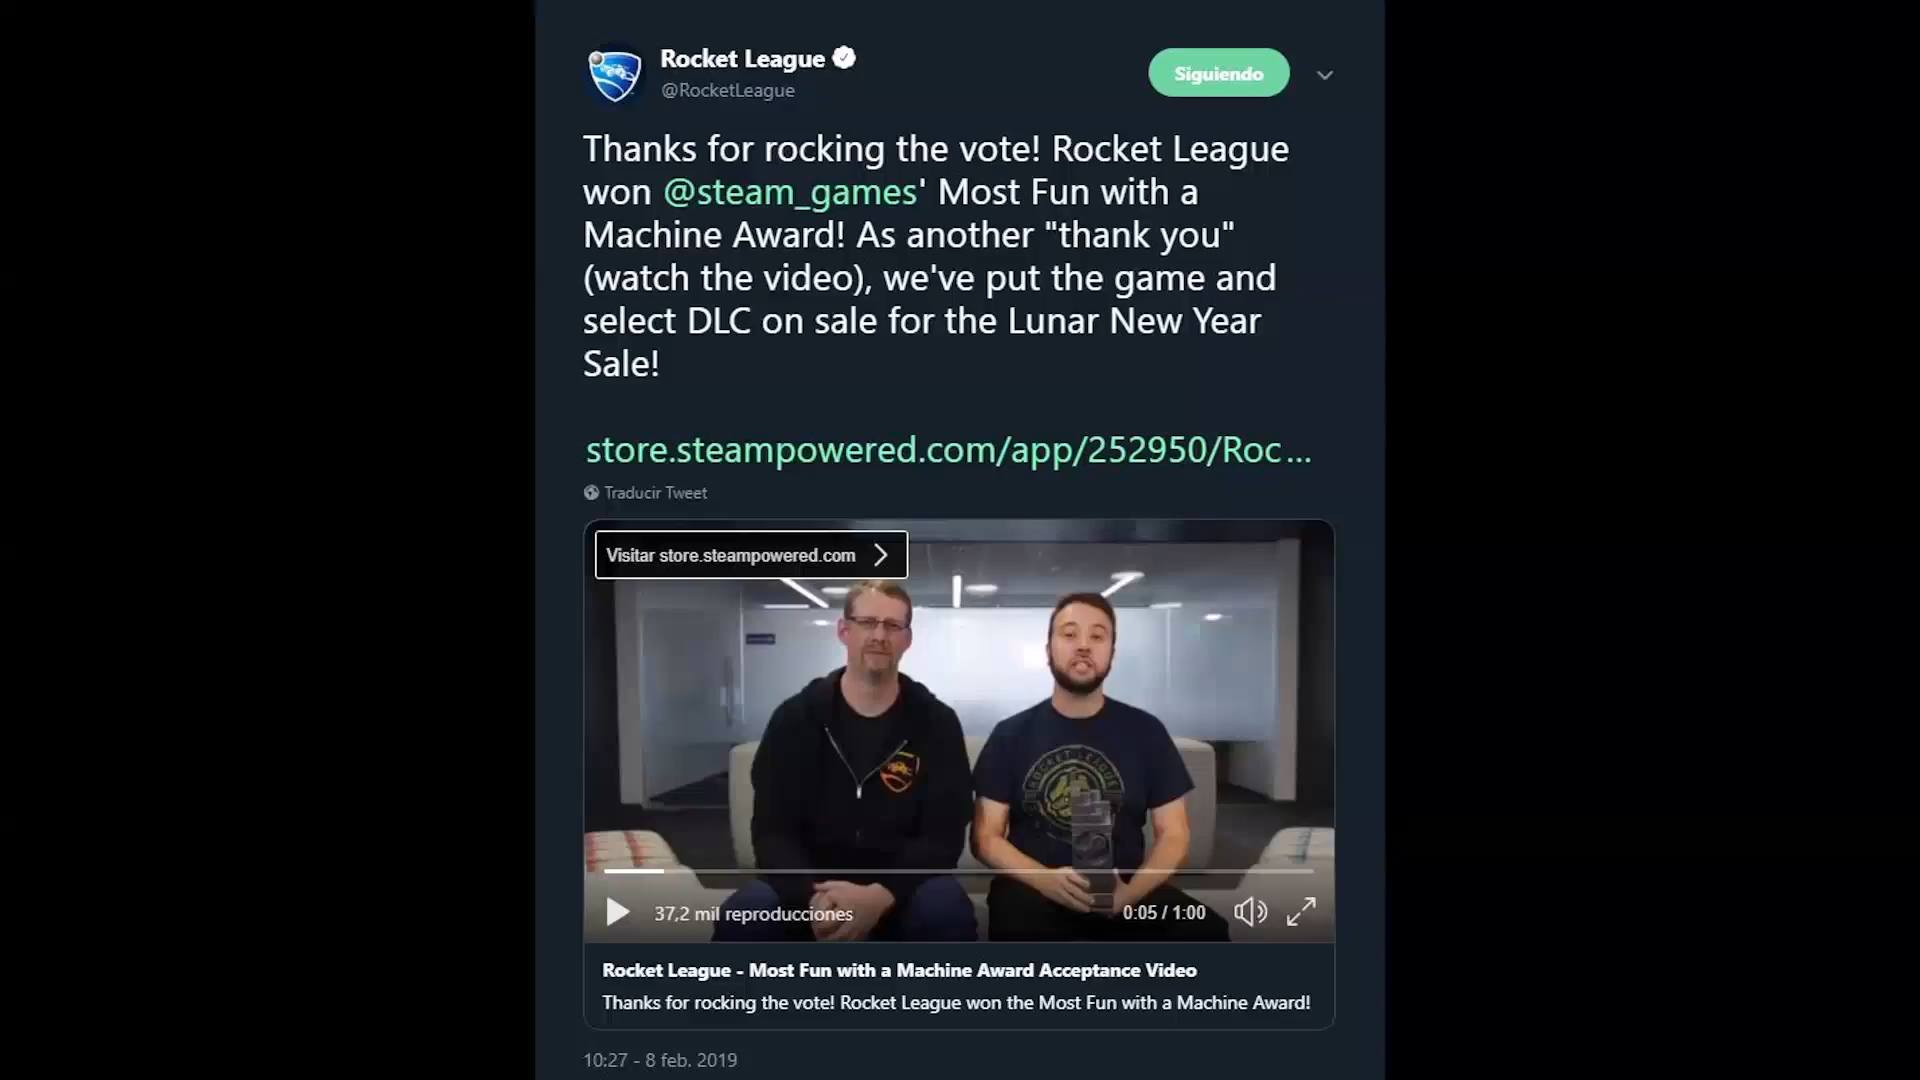 Rocket League
@RocketLeague
Siguiendo
Thanks for rocking the vote! Rocket League
won @steam_games' Most Fun with a
Machine Award! As another "thank you"
(watch the video), we've put the game and
select DLC on sale for the Lunar New Year
Sale!
store.steampowered.com/app/252950/Roc...
Traducir Tweet
Visitar store.steampowered.com
ROCKET LEAGUE
37,2 mil reproducciones
0:05 / 1:00
Rocket League - Most Fun with a Machine Award Acceptance Video
Thanks for rocking the vote! Rocket League won the Most Fun with a Machine Award!
10:27 - 8 feb. 2019